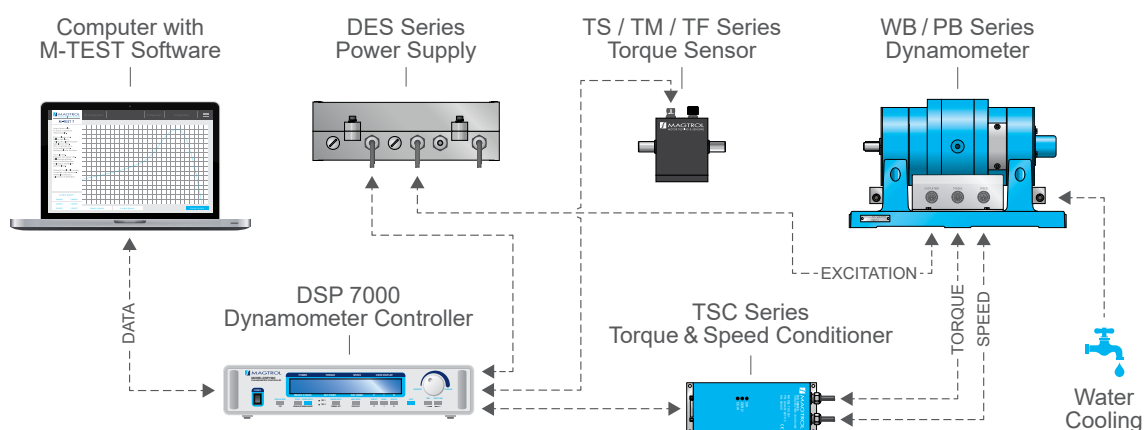 Computer with
M-TEST Software
DES Series
Power Supply
TS / TM / TF Series
Torque Sensor
WB / PB Series
Dynamometer
MAGTROL
EXCITATION
DATA
DSP 7000
Dynamometer Controller
TSC Series
Torque & Speed Conditioner
TORQUE
SPEED
MAGTROL
Water
Cooling